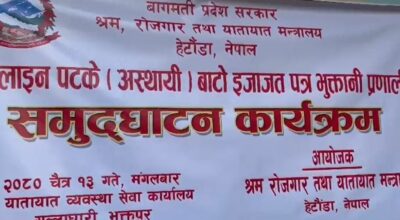 बागमती प्रदेश सरकार
श्रम, रोजगार तथा यातायात मन्त्रालय
हेटौंडा, नेपाल
लाइन पटके ( अस्थायी ) बाटो इजाजत पत्र भुक्तानी प्रणाली
समुद्घाटन कार्यक्रम
आयोजक
२०८० चैत्र १३ गते, मंगलबार
श्रम रोजगार तथा यातायात मन्त्रा
यातायात व्यवस्था सेवा कार्यालय
हेटौंडा, नेपाल
भक्तपुर